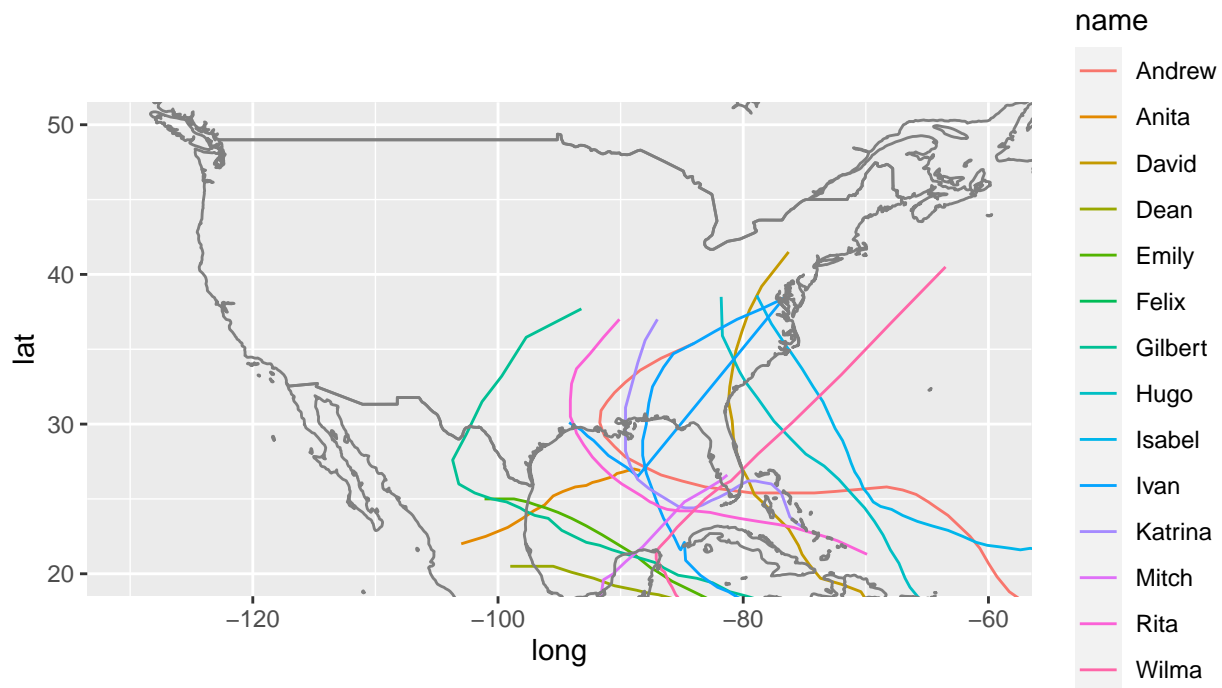 name
Andrew
Anita
David
Dean
Emily
Felix
Gilbert
Hugo
Isabel
Ivan
Katrina
Mitch
Rita
Wilma
50
40
30
20
−120
−100
−80
−60
lat
long